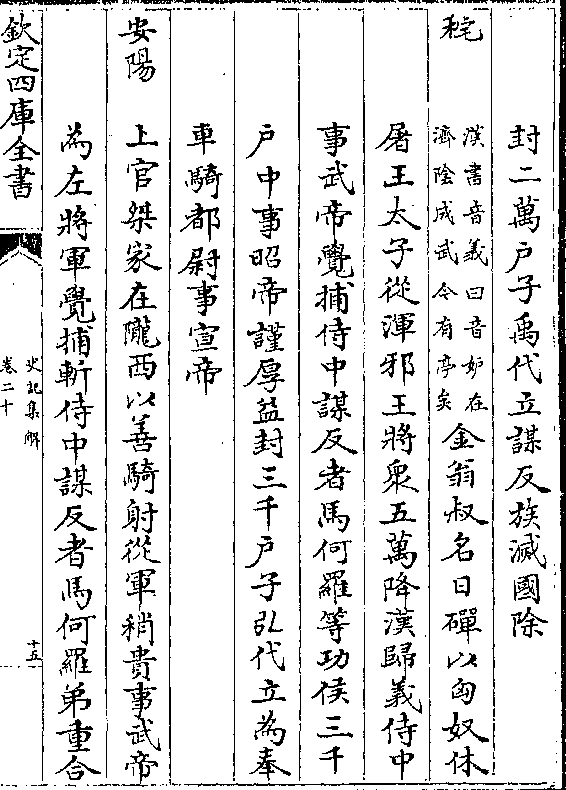 封二萬户子禹代立謀反族滅國除
秺
漢書音義曰音妒在
濟隂成武今有亭矣
金翁叔名日磾以匈奴休
屠王太子從渾邪王將衆五萬降漢歸義侍中
事武帝覺捕侍中謀反者馬何羅等功侯三千
户中事昭帝謹厚益封三千户子弘代立為奉
車騎都尉事宣帝
安陽　上官桀家在隴西以善騎射從軍稍貴事武帝
為左將軍覺捕斬侍中謀反者馬何羅弟重合
欽定四庫全書
史記集解
卷二十
十五